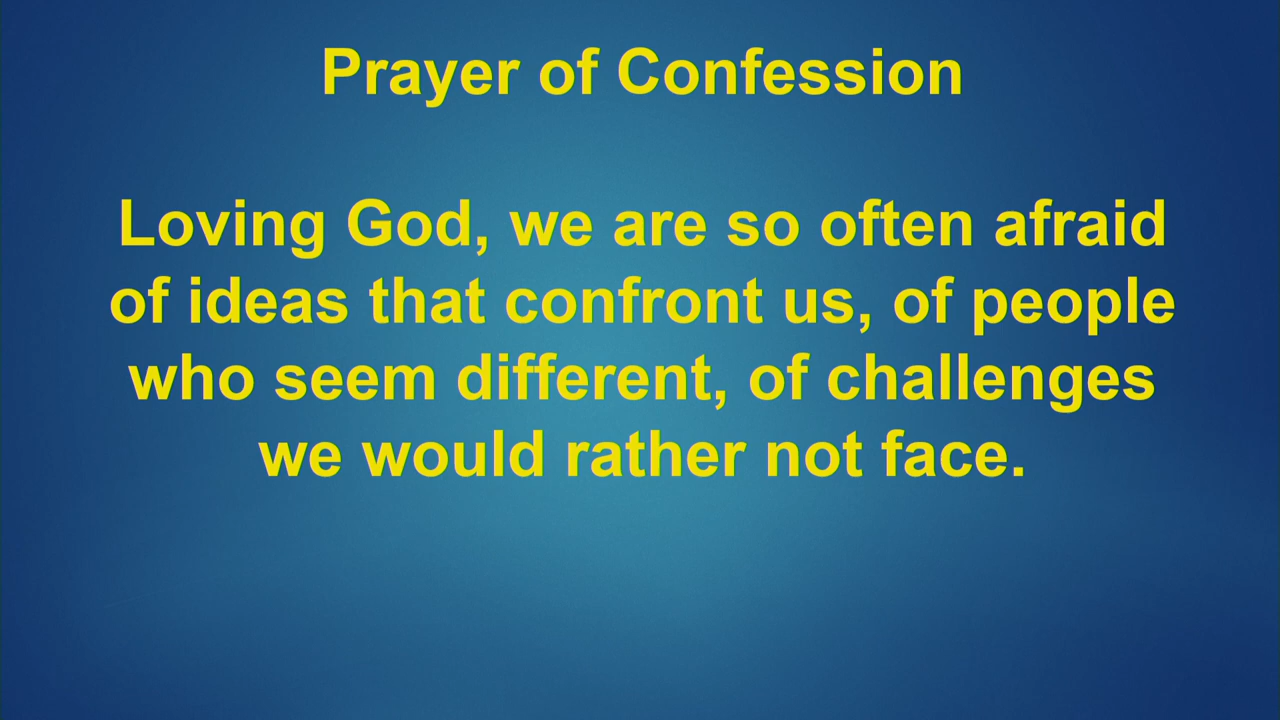 Prayer of Confession
Loving God, we are so often afraid
of ideas that confront us, of people
who seem different, of challenges
we would rather not face.